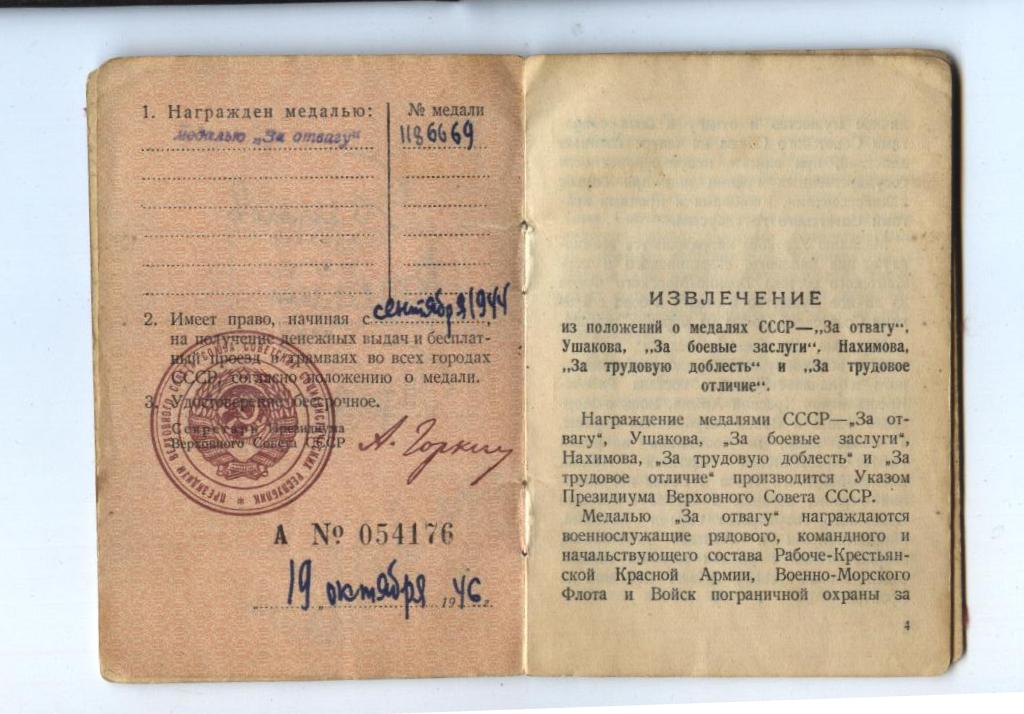 1. Награжден медалью:
№ медали
медалью „За отвагу“
1186669
2. Имеет право, начиная с сентября 1944,
на получение денежных выдач и бесплат-
ный проезд в трамваях во всех городах
СССР, согласно положению о медали.
3. Удостоверение бессрочное.
Секретарь Президиума
Верховного Совета СССР
А. Горкин
А № 054176
19 октября 1946 г.
ИЗВЛЕЧЕНИЕ
из положений о медалях СССР—„За отвагу“,
Ушакова, „За боевые заслуги“, Нахимова,
„За трудовую доблесть“ и „За трудовое
отличие“.
Награждение медалями СССР—„За от-
вагу“, Ушакова, „За боевые заслуги“,
Нахимова, „За трудовую доблесть“ и „За
трудовое отличие“ производится Указом
Президиума Верховного Совета СССР.
Медалью „За отвагу“ награждаются
военнослужащие рядового, командного и
начальствующего состава Рабоче-Крестьян-
ской Красной Армии, Военно-Морского
Флота и Войск пограничной охраны за
4